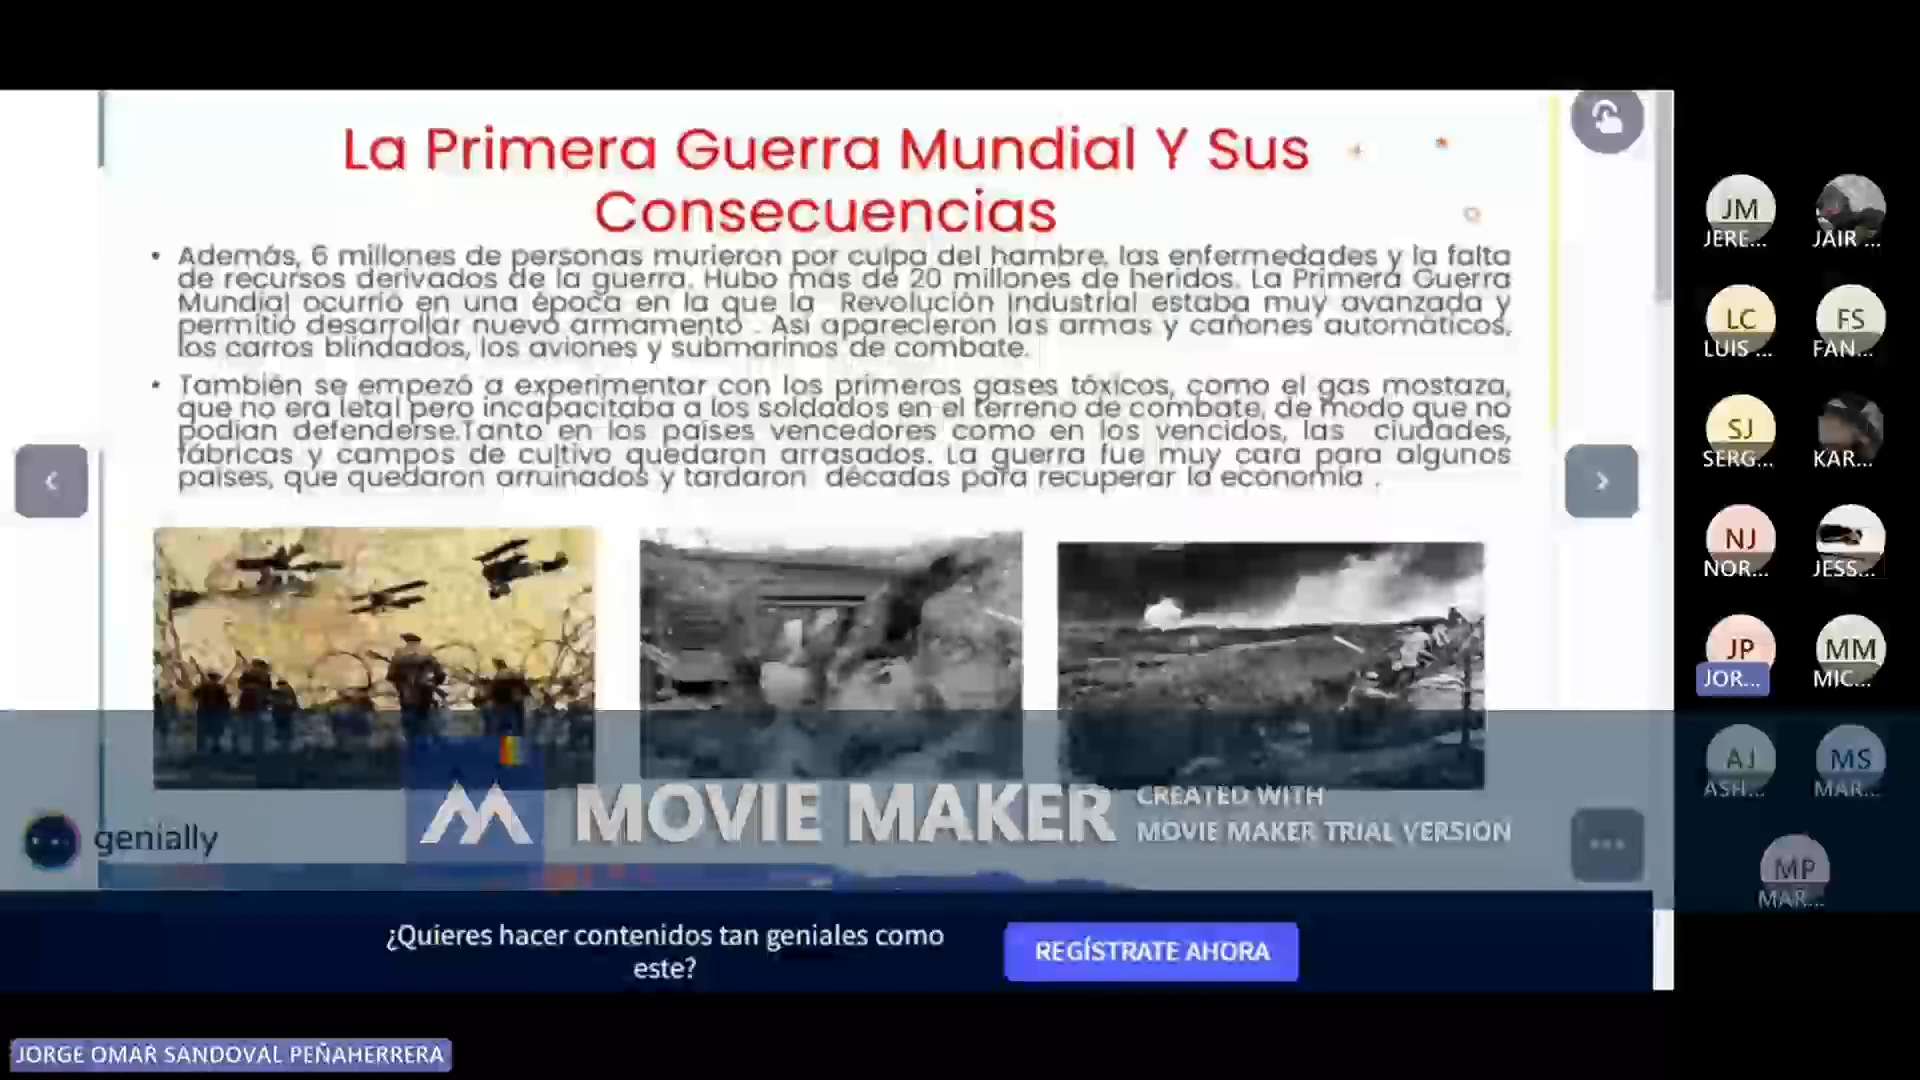 La Primera Guerra Mundial Y Sus
Consecuencias
• Además, 6 millones de personas murieron por culpa del hambre, las enfermedades y la falta
de recursos derivados de la guerra. Hubo más de 20 millones de heridos. La Primera Guerra
Mundial ocurrió en una época en la que la Revolución Industrial estaba muy avanzada y
permitió desarrollar nuevo armamento . Así aparecieron las armas y cañones automáticos,
los carros blindados, los aviones y submarinos de combate.
• También se empezó a experimentar con los primeros gases tóxicos, como el gas mostaza,
que no era letal pero incapacitaba a los soldados en el terreno de combate, de modo que no
podían defenderse.Tanto en los países vencedores como en los vencidos, las ciudades,
fábricas y campos de cultivo quedaron arrasados. La guerra fue muy cara para algunos
países, que quedaron arruinados y tardaron décadas para recuperar la economía .
genially
MOVIE MAKER
CREATED WITH
MOVIE MAKER TRIAL VERSION
¿Quieres hacer contenidos tan geniales como
este?
REGÍSTRATE AHORA
JORGE OMAR SANDOVAL PEÑAHERRERA
JM
JERE...
JAIR ...
LC
LUIS ...
FS
FAN...
SJ
SERG...
KAR...
NJ
NOR...
JESS...
JP
JOR...
MM
MIC...
AJ
ASH...
MS
MAR...
MP
MAR...